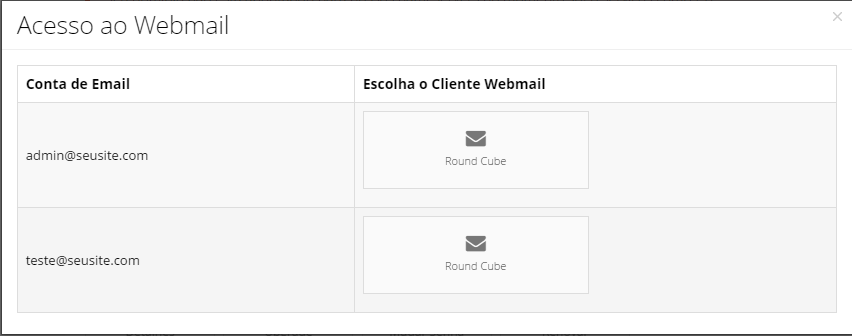 Acesso ao Webmail
×
Conta de Email
Escolha o Cliente Webmail
admin@seusite.com
Round Cube
teste@seusite.com
Round Cube